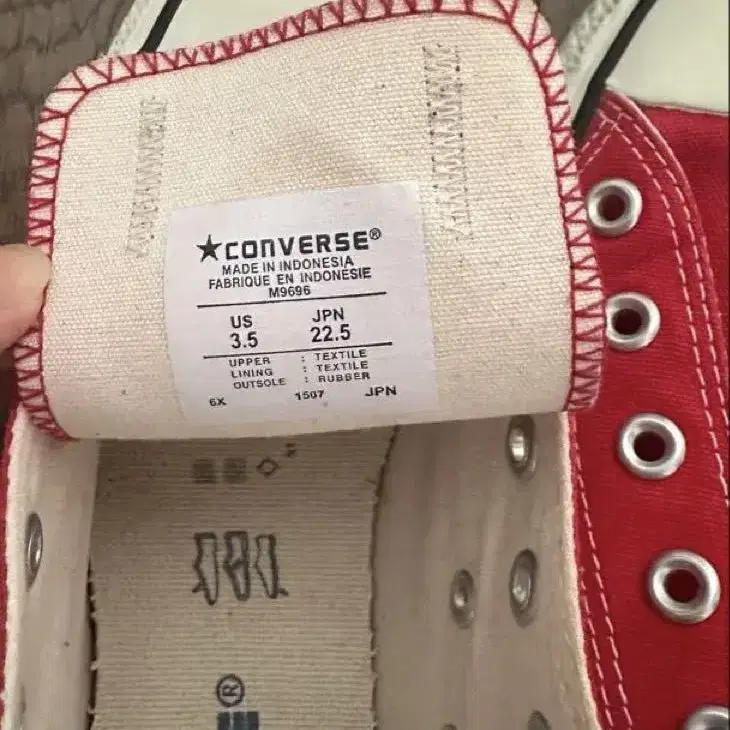 ★CONVERSE®
MADE IN INDONESIA
FABRIQUE EN INDONESIE
M9696
US JPN
3.5 22.5
UPPER : TEXTILE
LINING : TEXTILE
OUTSOLE : RUBBER
6X 1507 JPN
®